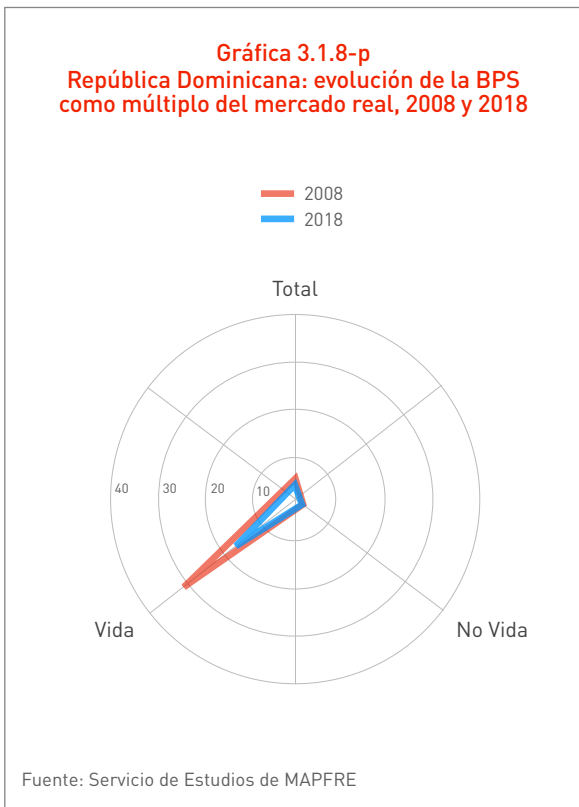 Gráfica 3.1.8-p
República Dominicana: evolución de la BPS
como múltiplo del mercado real, 2008 y 2018
2008
2018
Total
40
30
20
10
Vida
No Vida
Fuente: Servicio de Estudios de MAPFRE